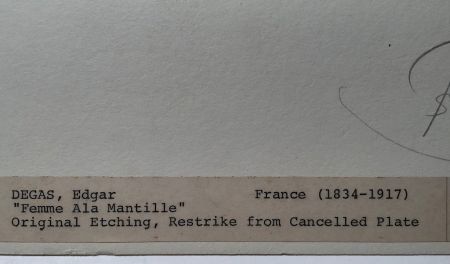 $
DEGAS, Edgar France (1834-1917)
"Femme Ala Mantille"
Original Etching, Restrike from Cancelled Plate